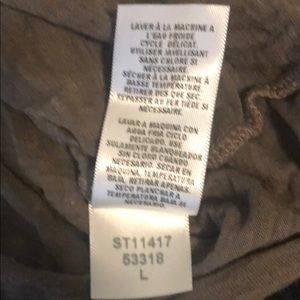 LAVER À LA MACHINE A
L'EAU FROIDE
CYCLE DÉLICAT.
UTILISER JAVELLISANT
SANS CHLORE SI
NÉCESSAIRE.
SÉCHER À LA MACHINE À
BASSE TEMPÉRATURE.
RETIRER DES QUE SEC.
REPASSER AU FER TIÈDE SI
NÉCESSAIRE.
LAVAR A MAQUINA CON
AGUA FRIA CICLO
DELICADO. USE
SOLAMENTE BLANQUEADOR
SIN CLORO CUANDO
NECESARIO. SECAR EN
MAQUINA, TEMPERATURA
BAJA, RETIRAR APENAS.
SECO PLANCHAR A
TEMPERATURA BAJA SI
NECESARIO.
ST11417
53318
L